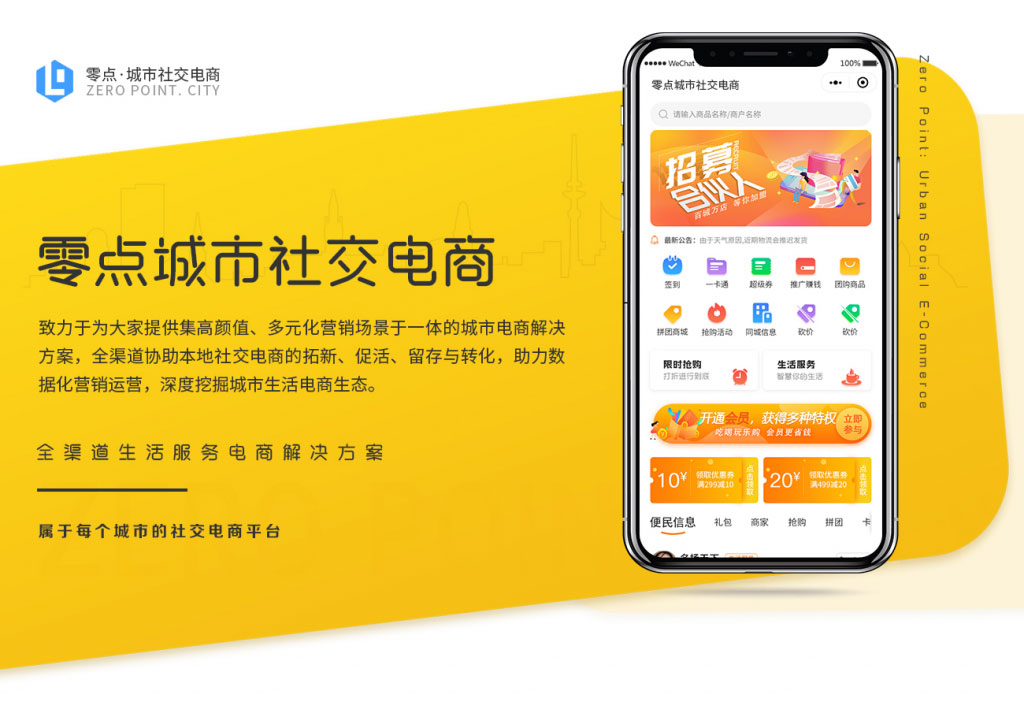 零点·城市社交电商
ZERO POINT. CITY
零点城市社交电商
致力于为大家提供集高颜值、多元化营销场景于一体的城市电商解决
方案，全渠道协助本地社交电商的拓新、促活、留存与转化，助力数
据化营销运营，深度挖掘城市生活电商生态。
全渠道生活服务电商解决方案
属于每个城市的社交电商平台
WeChat 100%
零点城市社交电商
请输入商品名称/商户名称
招募
合伙人
RECRUIT
商城万店 等你加盟
最新公告：由于天气原因,近期物流会推迟发货
签到 一卡通 超级券 推广赚钱 团购商品
拼团商城 抢购活动 同城信息 砍价 砍价
限时抢购 生活服务
打折进行到底 智慧你的生活
开通会员，获得多种特权
吃喝玩乐购 会员更省钱
立即
参与
10¥ 领取优惠券 满299减10 点击领取
20¥ 领取优惠券 满499减20 点击领取
便民信息 礼包 商家 抢购 拼团 卡
Zero Point: Urban Social E-Commerce